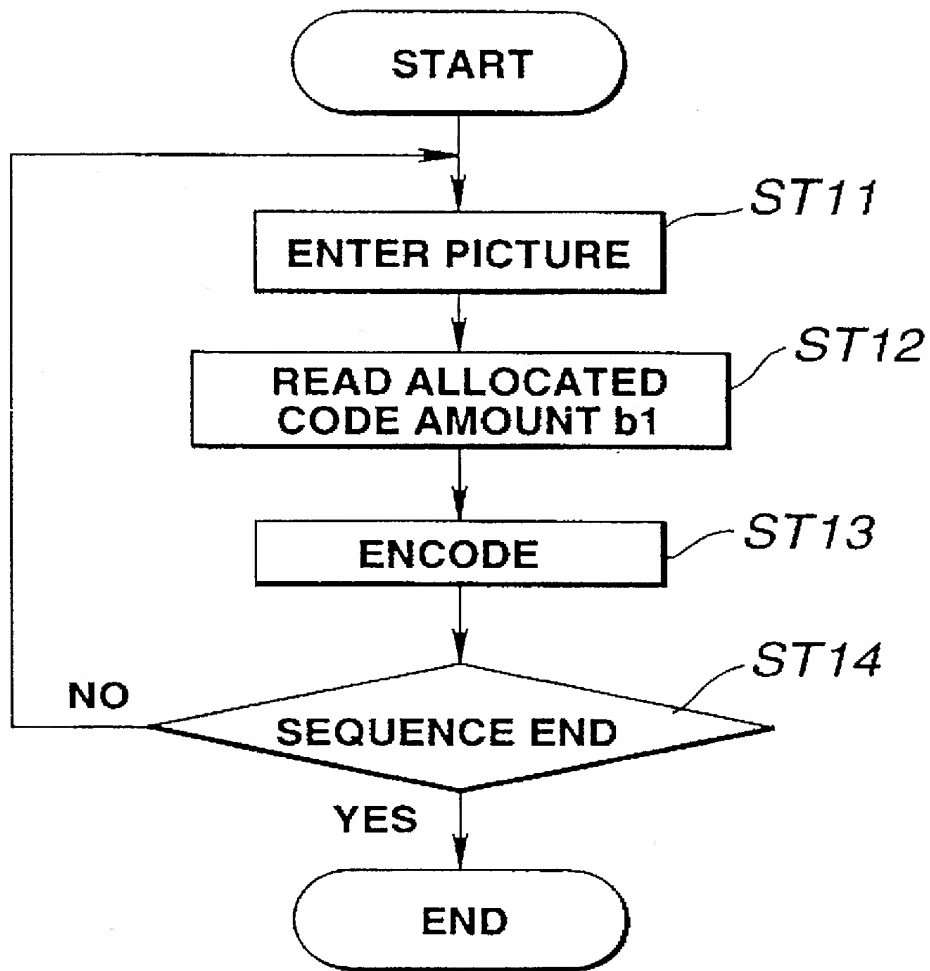 START
ST11
ENTER PICTURE
ST12
READ ALLOCATED
CODE AMOUNT b1
ST13
ENCODE
ST14
NO
SEQUENCE END
YES
END